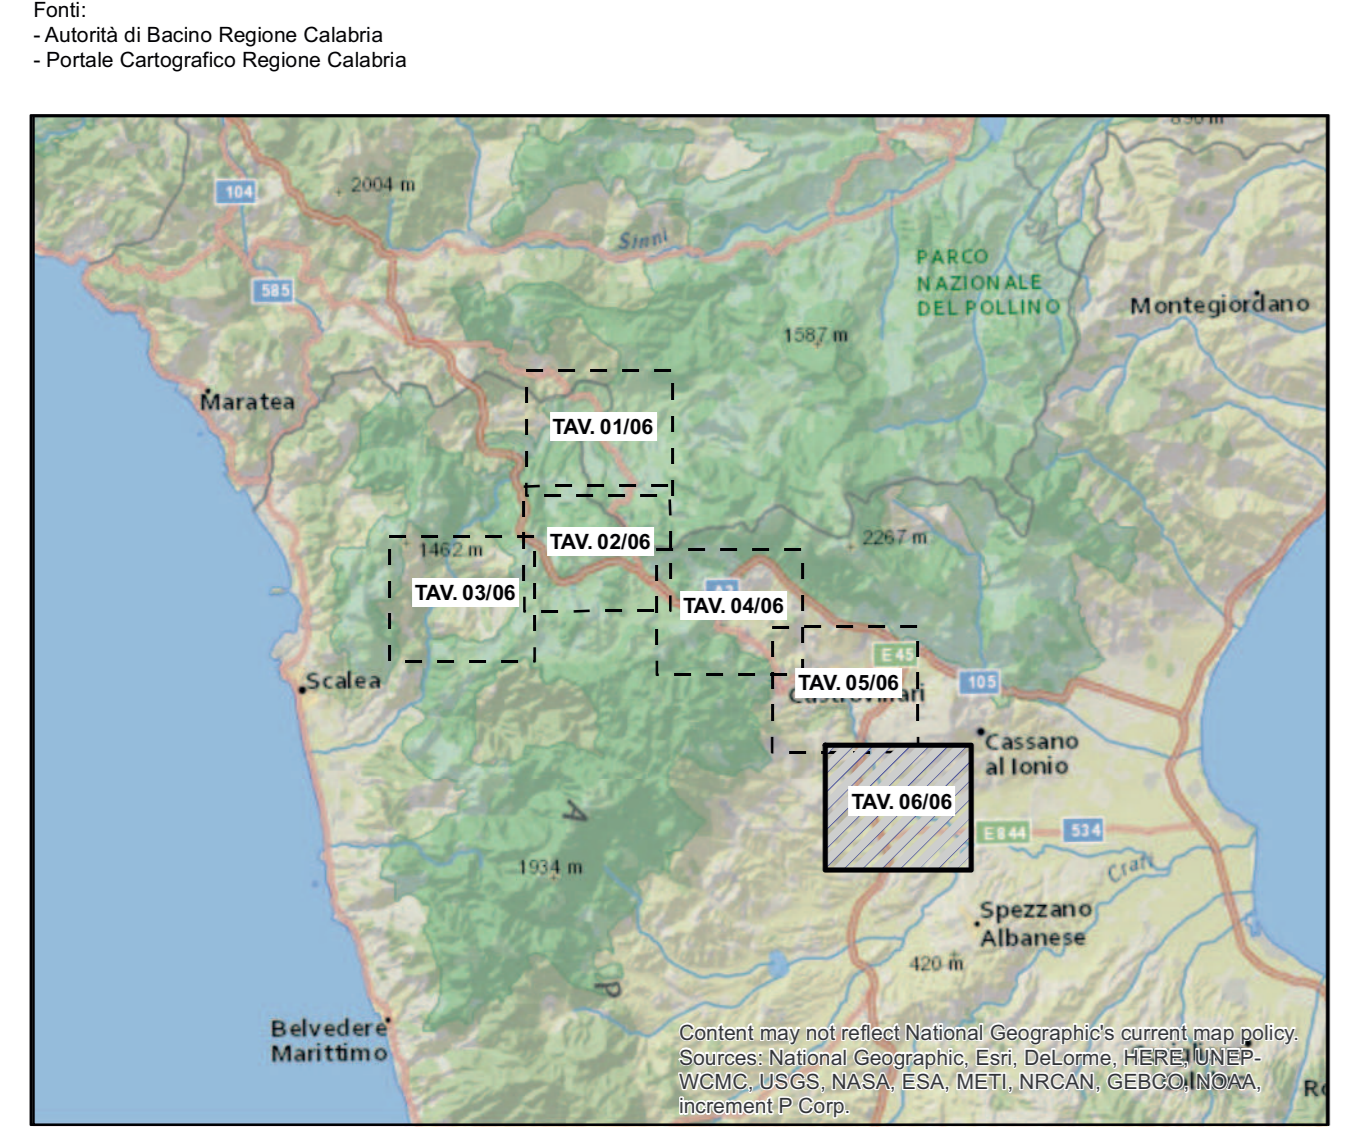 Fonti:
- Autorità di Bacino Regione Calabria
- Portale Cartografico Regione Calabria
104
2004 m
Sinni
585
PARCO
NAZIONALE
DEL POLLINO
Montegiordano
1587 m
Maratea
TAV. 01/06
TAV. 02/06
2267 m
1462 m
TAV. 03/06
TAV. 04/06
E 45
Scalea
TAV. 05/06
105
Castrovillari
Cassano
al Ionio
TAV. 06/06
E 844
534
A
1934 m
Crati
Spezzano
Albanese
420 m
P
Belvedere
Marittimo
Content may not reflect National Geographic's current map policy.
Sources: National Geographic, Esri, DeLorme, HERE, UNEP-
WCMC, USGS, NASA, ESA, METI, NRCAN, GEBCO, NOAA,
increment P Corp.